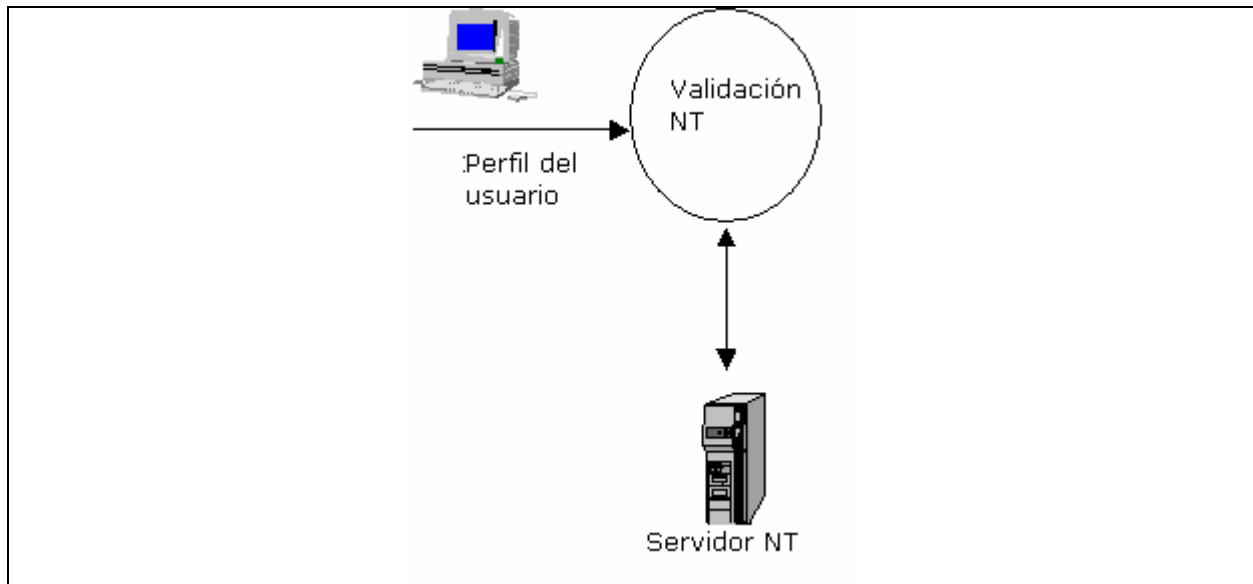 Validación
NT
:Perfil del
usuario
Servidor NT